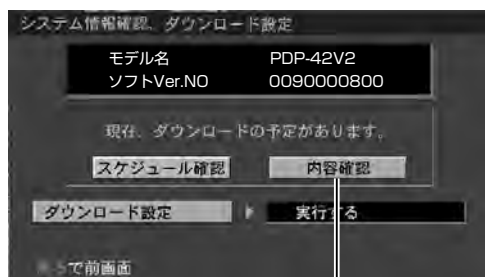 システム情報確認、ダウンロード設定
モデル名 PDP-42V2
ソフトVer.NO 0090000800
現在、ダウンロードの予定があります。
スケジュール確認 内容確認
ダウンロード設定 実行する
で前画面